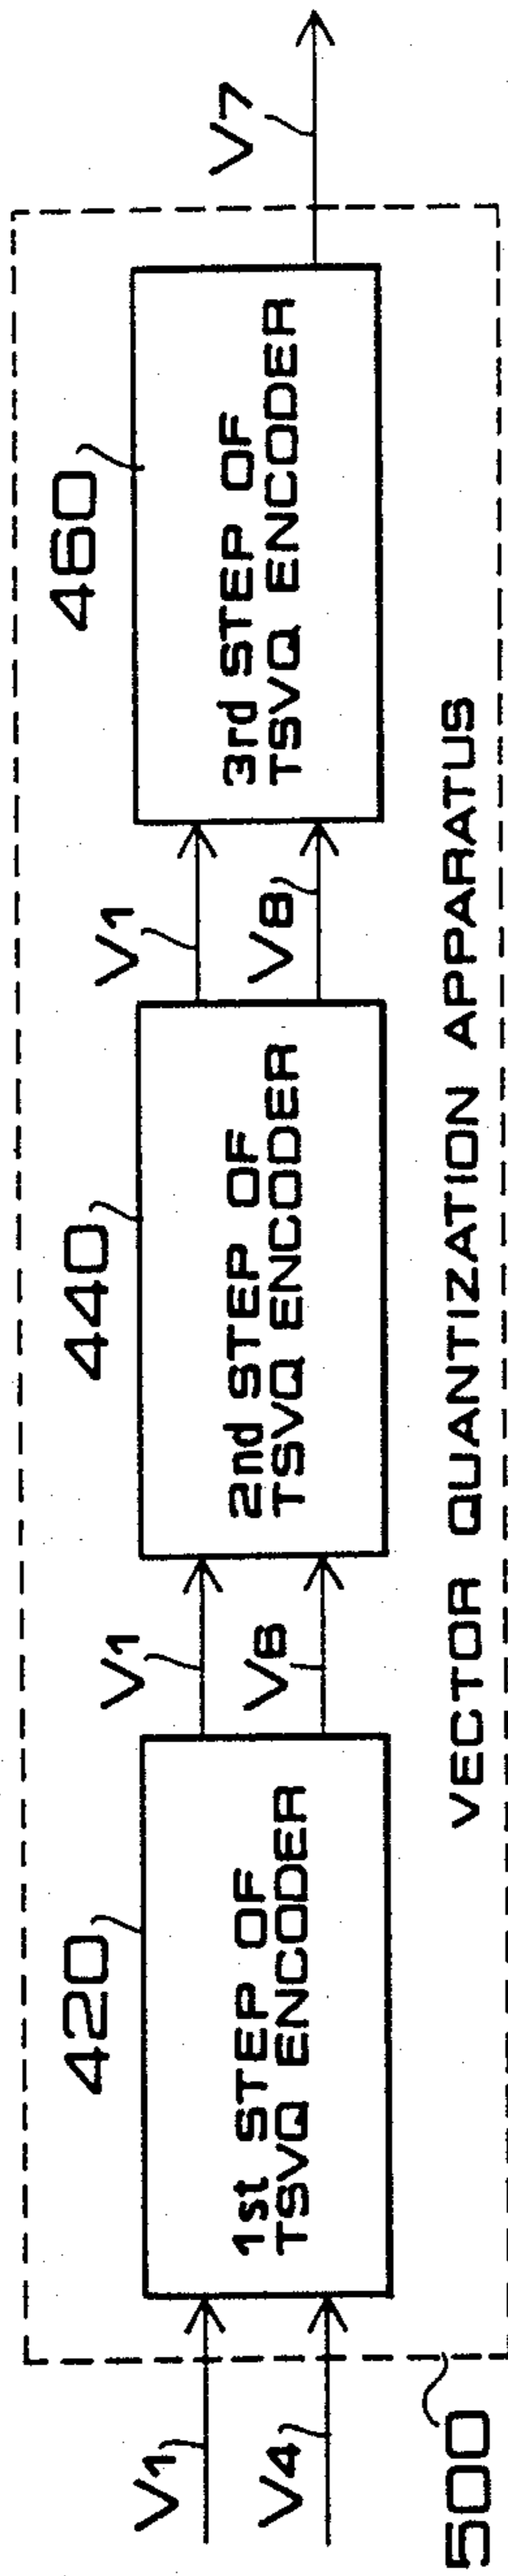 V1
V4
420
1st STEP OF
TSVQ ENCODER
V1
V6
440
2nd STEP OF
TSVQ ENCODER
V1
V8
460
3rd STEP OF
TSVQ ENCODER
V7
VECTOR QUANTIZATION APPARATUS
500